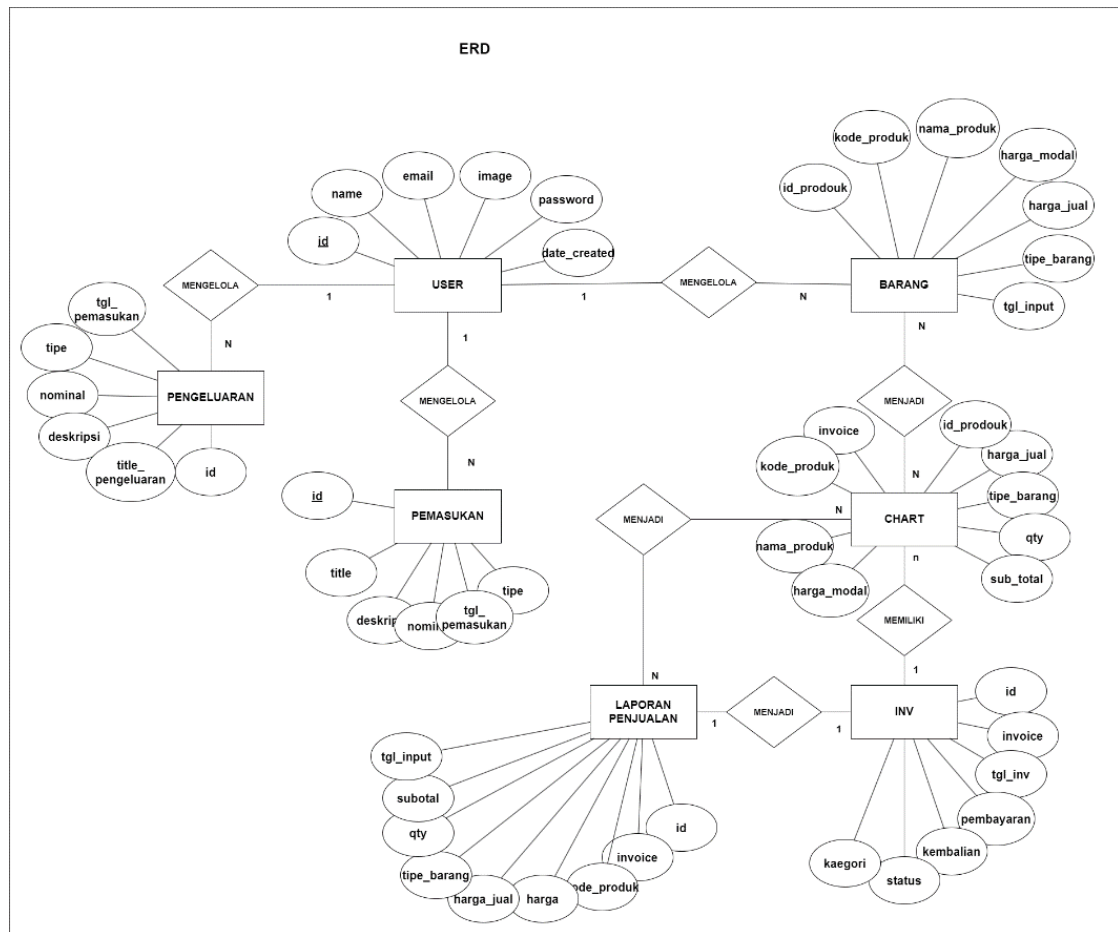 ERD
name
email
image
password
id
date_created
USER
MENGELOLA
1
1
MENGELOLA
N
kode_produk
nama_produk
harga_modal
id_prodouk
harga_jual
tipe_barang
tgl_input
BARANG
N
tgl_
pemasukan
tipe
nominal
deskripsi
title_
pengeluaran
id
PENGELUARAN
N
1
MENGELOLA
N
id
PEMASUKAN
title
nomin
tgl_
pemasukan
tipe
MENJADI
N
invoice
id_prodouk
kode_produk
harga_jual
tipe_barang
CHART
qty
nama_produk
harga_modal
sub_total
n
MENJADI
N
N
MEMILIKI
1
LAPORAN
PENJUALAN
1
MENJADI
1
INV
id
invoice
tgl_inv
pembayaran
kembalian
status
kaegori
tgl_input
subotal
qty
tipe_barang
harga_jual
harga
ode_produk
invoice
id